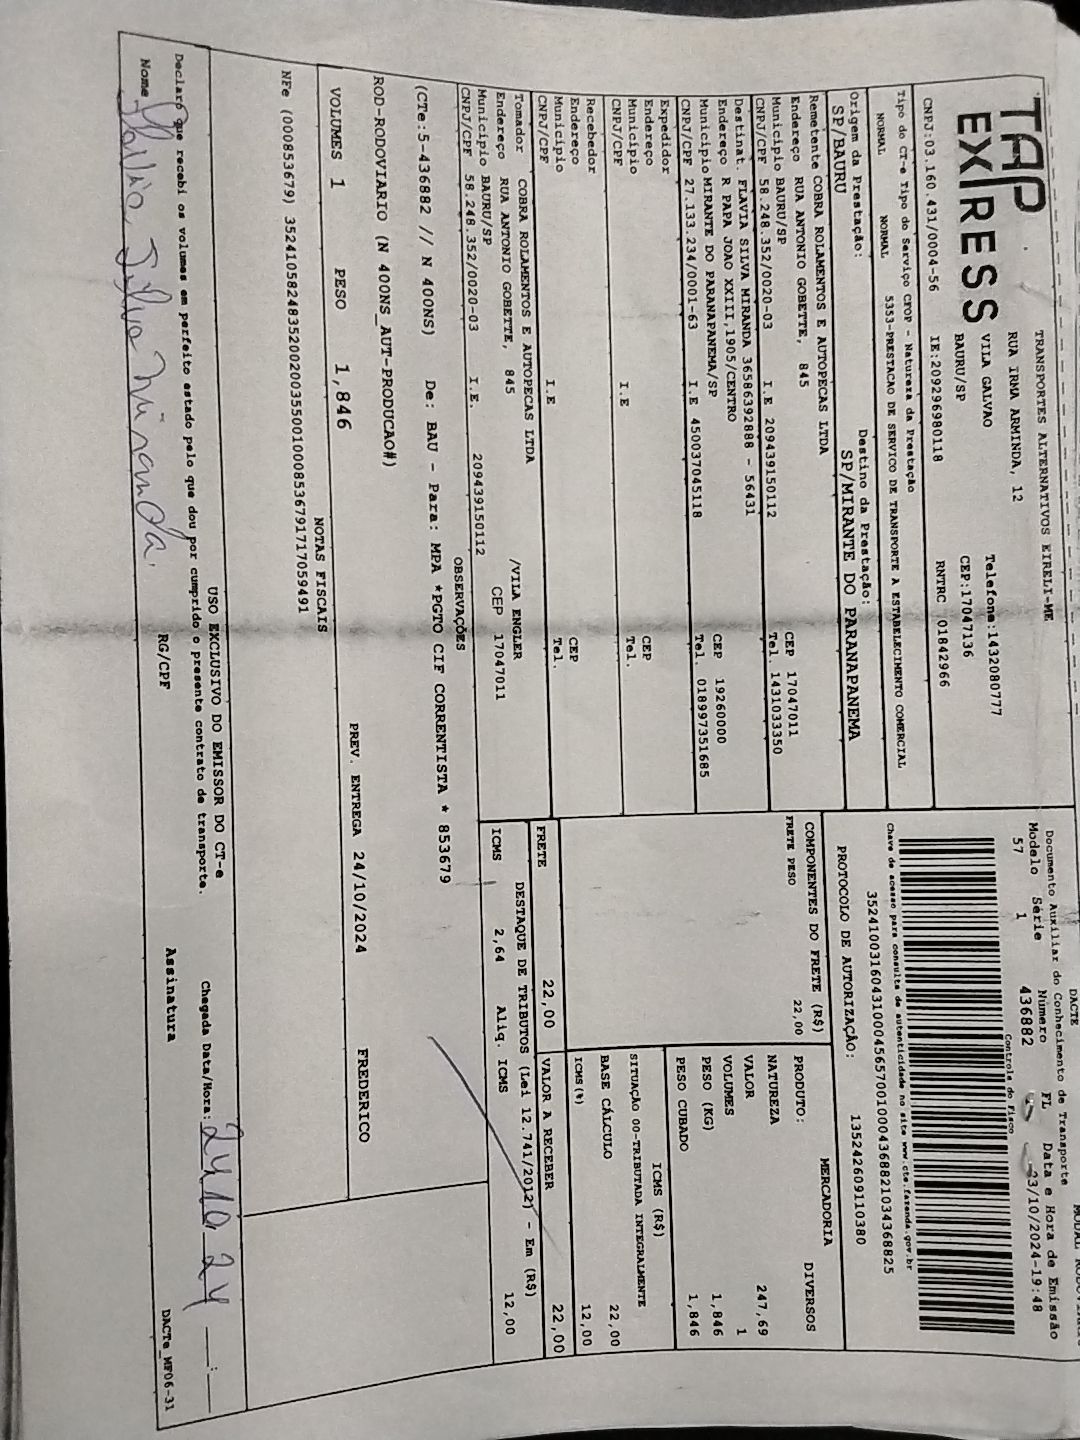 TAP
EXPRESS
TRANSPORTES ALTERNATIVOS EIRELI-ME
RUA IRMA ARMINDA, 12
VILA GALVAO
BAURU/SP
Telefone:1432080777
CEP:17047136
CNPJ:03.160.431/0004-56 IE:209296980118 RNTRC 01842966
Tipo do CT-e Tipo do Serviço CFOP - Natureza da Prestação
NORMAL NORMAL 5353-PRESTACAO DE SERVICO DE TRANSPORTE A ESTABELECIMENTO COMERCIAL
Origem da Prestação: Destino da Prestação:
SP/BAURU SP/MIRANTE DO PARANAPANEMA
Remetente COBRA ROLAMENTOS E AUTOPECAS LTDA
Endereço RUA ANTONIO GOBETTE, 845
Município BAURU/SP CEP 17047011
CNPJ/CPF 58.248.352/0020-03 I.E 209439150112 Tel. 1431033350
Destinat. FLAVIA SILVA MIRANDA 36586392888 - 56431
Endereço R PAPA JOAO XXIII,1905/CENTRO
Município MIRANTE DO PARANAPANEMA/SP CEP 19260000
CNPJ/CPF 27.133.234/0001-63 I.E 450037045118 Tel. 018997351685
Expedidor
Endereço
Município CEP
CNPJ/CPF I.E Tel.
Recebedor
Endereço
Município CEP
CNPJ/CPF I.E Tel.
Tomador COBRA ROLAMENTOS E AUTOPECAS LTDA
Endereço RUA ANTONIO GOBETTE, 845 /VILA ENGLER
Município BAURU/SP CEP 17047011
CNPJ/CPF 58.248.352/0020-03 I.E. 209439150112
DACTE
Documento Auxiliar do Conhecimento de Transporte
Modelo Série Número FL Data e Hora de Emissão
57 1 436882 23/10/2024-19:48
Controle do Fisco
Chave de acesso para consulta de autenticidade no site www.cte.fazenda.gov.br
35241003160431000456570010004368821034368825
PROTOCOLO DE AUTORIZAÇÃO: 135242609110380
COMPONENTES DO FRETE (R$)
FRETE PESO 22,00
MERCADORIA
PRODUTO: DIVERSOS
NATUREZA
VALOR 247,69
VOLUMES 1
PESO (KG) 1,846
PESO CUBADO 1,846
ICMS (R$)
SITUAÇÃO 00-TRIBUTADA INTEGRALMENTE
BASE CÁLCULO 22,00
ICMS(%) 12,00
FRETE 22,00 VALOR A RECEBER 22,00
DESTAQUE DE TRIBUTOS (Lei 12.741/2012) - Em (R$)
ICMS 2,64 Aliq. ICMS 12,00
OBSERVAÇÕES
(CTe:5-436882 // N 400NS) De: BAU - Para: MPA *PGTO CIF CORRENTISTA * 853679
ROD-RODOVIARIO (N 400NS_AUT-PRODUCAO#)
VOLUMES 1 PESO 1,846 PREV. ENTREGA 24/10/2024 FREDERICO
NOTAS FISCAIS
NFe (000853679) 35241058248352002003550010008536791717059491
USO EXCLUSIVO DO EMISSOR DO CT-e
Declaro que recebi os volumes em perfeito estado pelo que dou por cumprido o presente contrato de transporte. Chegada Data/Hora: 24/10/24 __:__
Nome Flávia Silva Miranda. RG/CPF Assinatura
DACTe_MF06-31